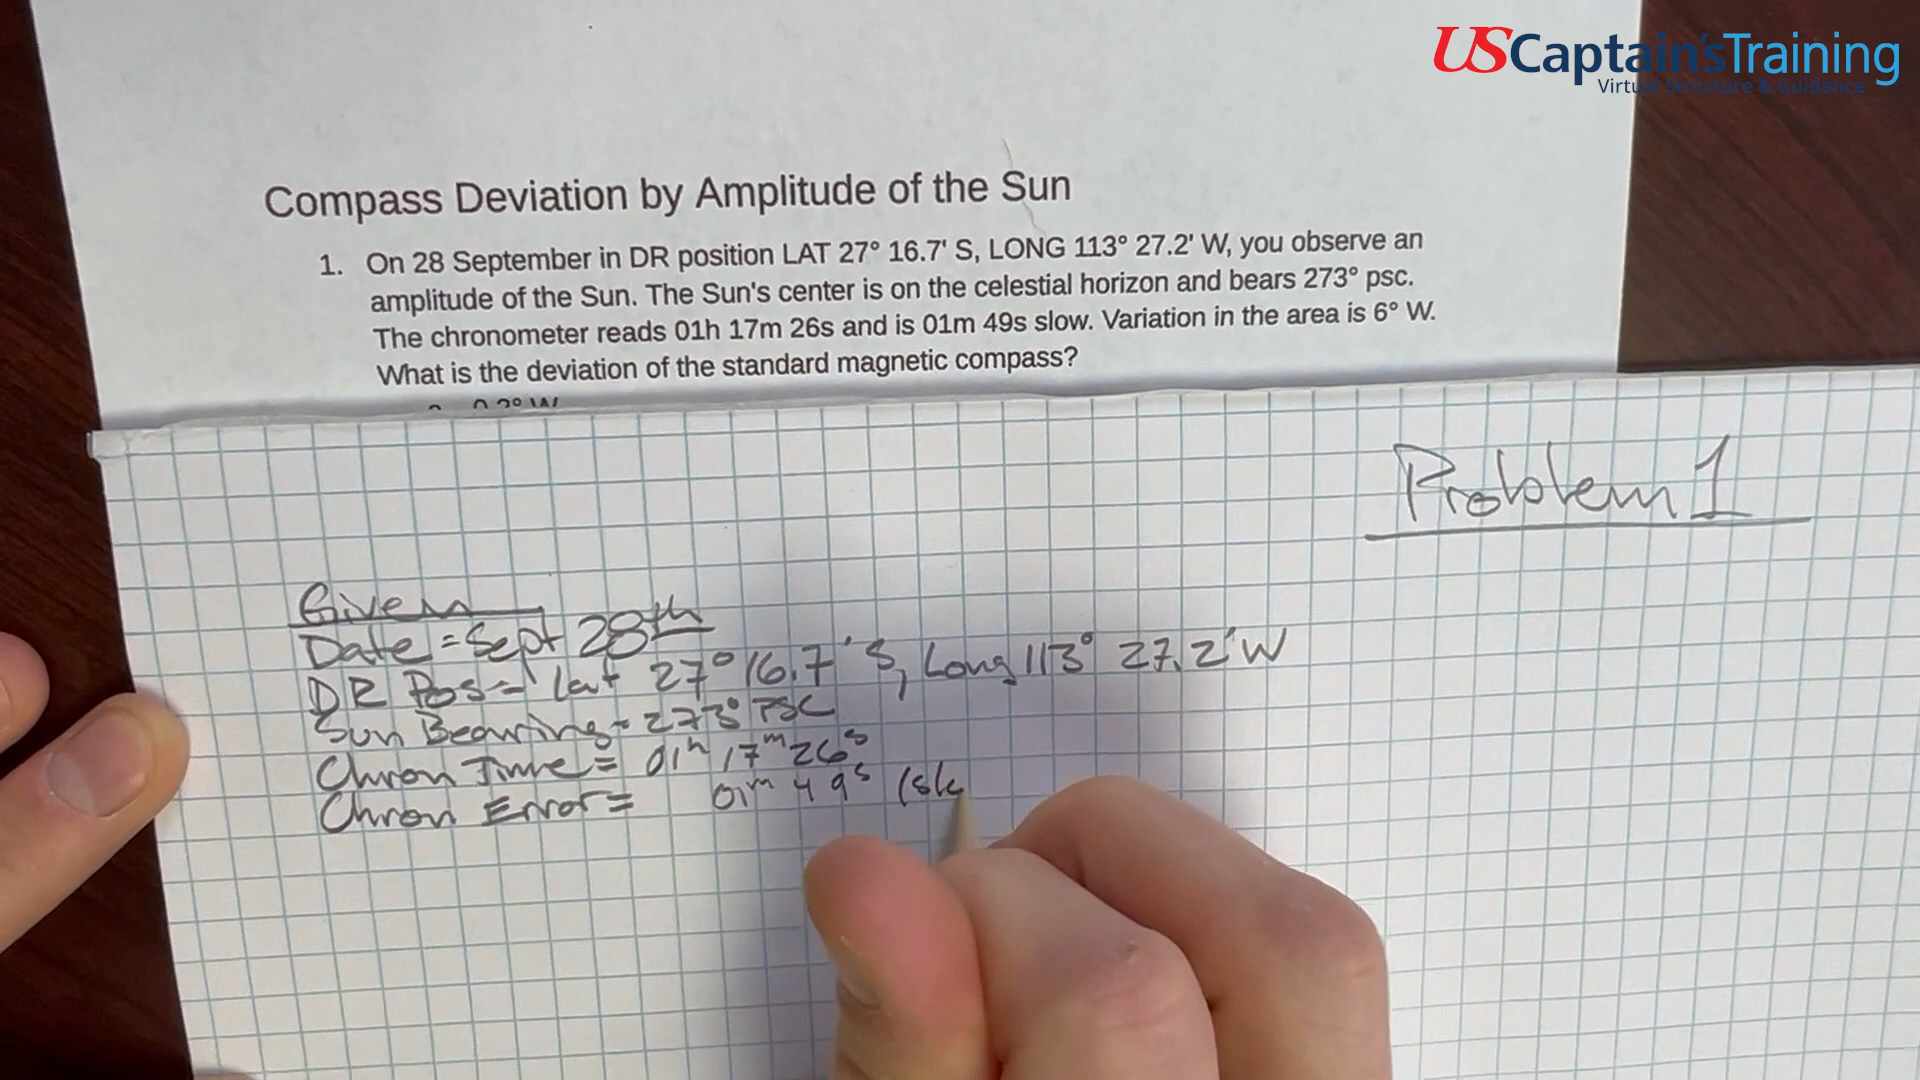 USCaptain'sTraining
Virtual Structure & Guidance
Compass Deviation by Amplitude of the Sun
1. On 28 September in DR position LAT 27° 16.7' S, LONG 113° 27.2' W, you observe an
amplitude of the Sun. The Sun's center is on the celestial horizon and bears 273° psc.
The chronometer reads 01h 17m 26s and is 01m 49s slow. Variation in the area is 6° W.
What is the deviation of the standard magnetic compass?
Problem 1
Given
Date = Sept 28th
DR Pos = Lat 27° 16.7' S, Long 113° 27.2' W
Sun Bearing = 273° PSC
Chron Time = 01h 17m 26s
Chron Error = 01m 49s